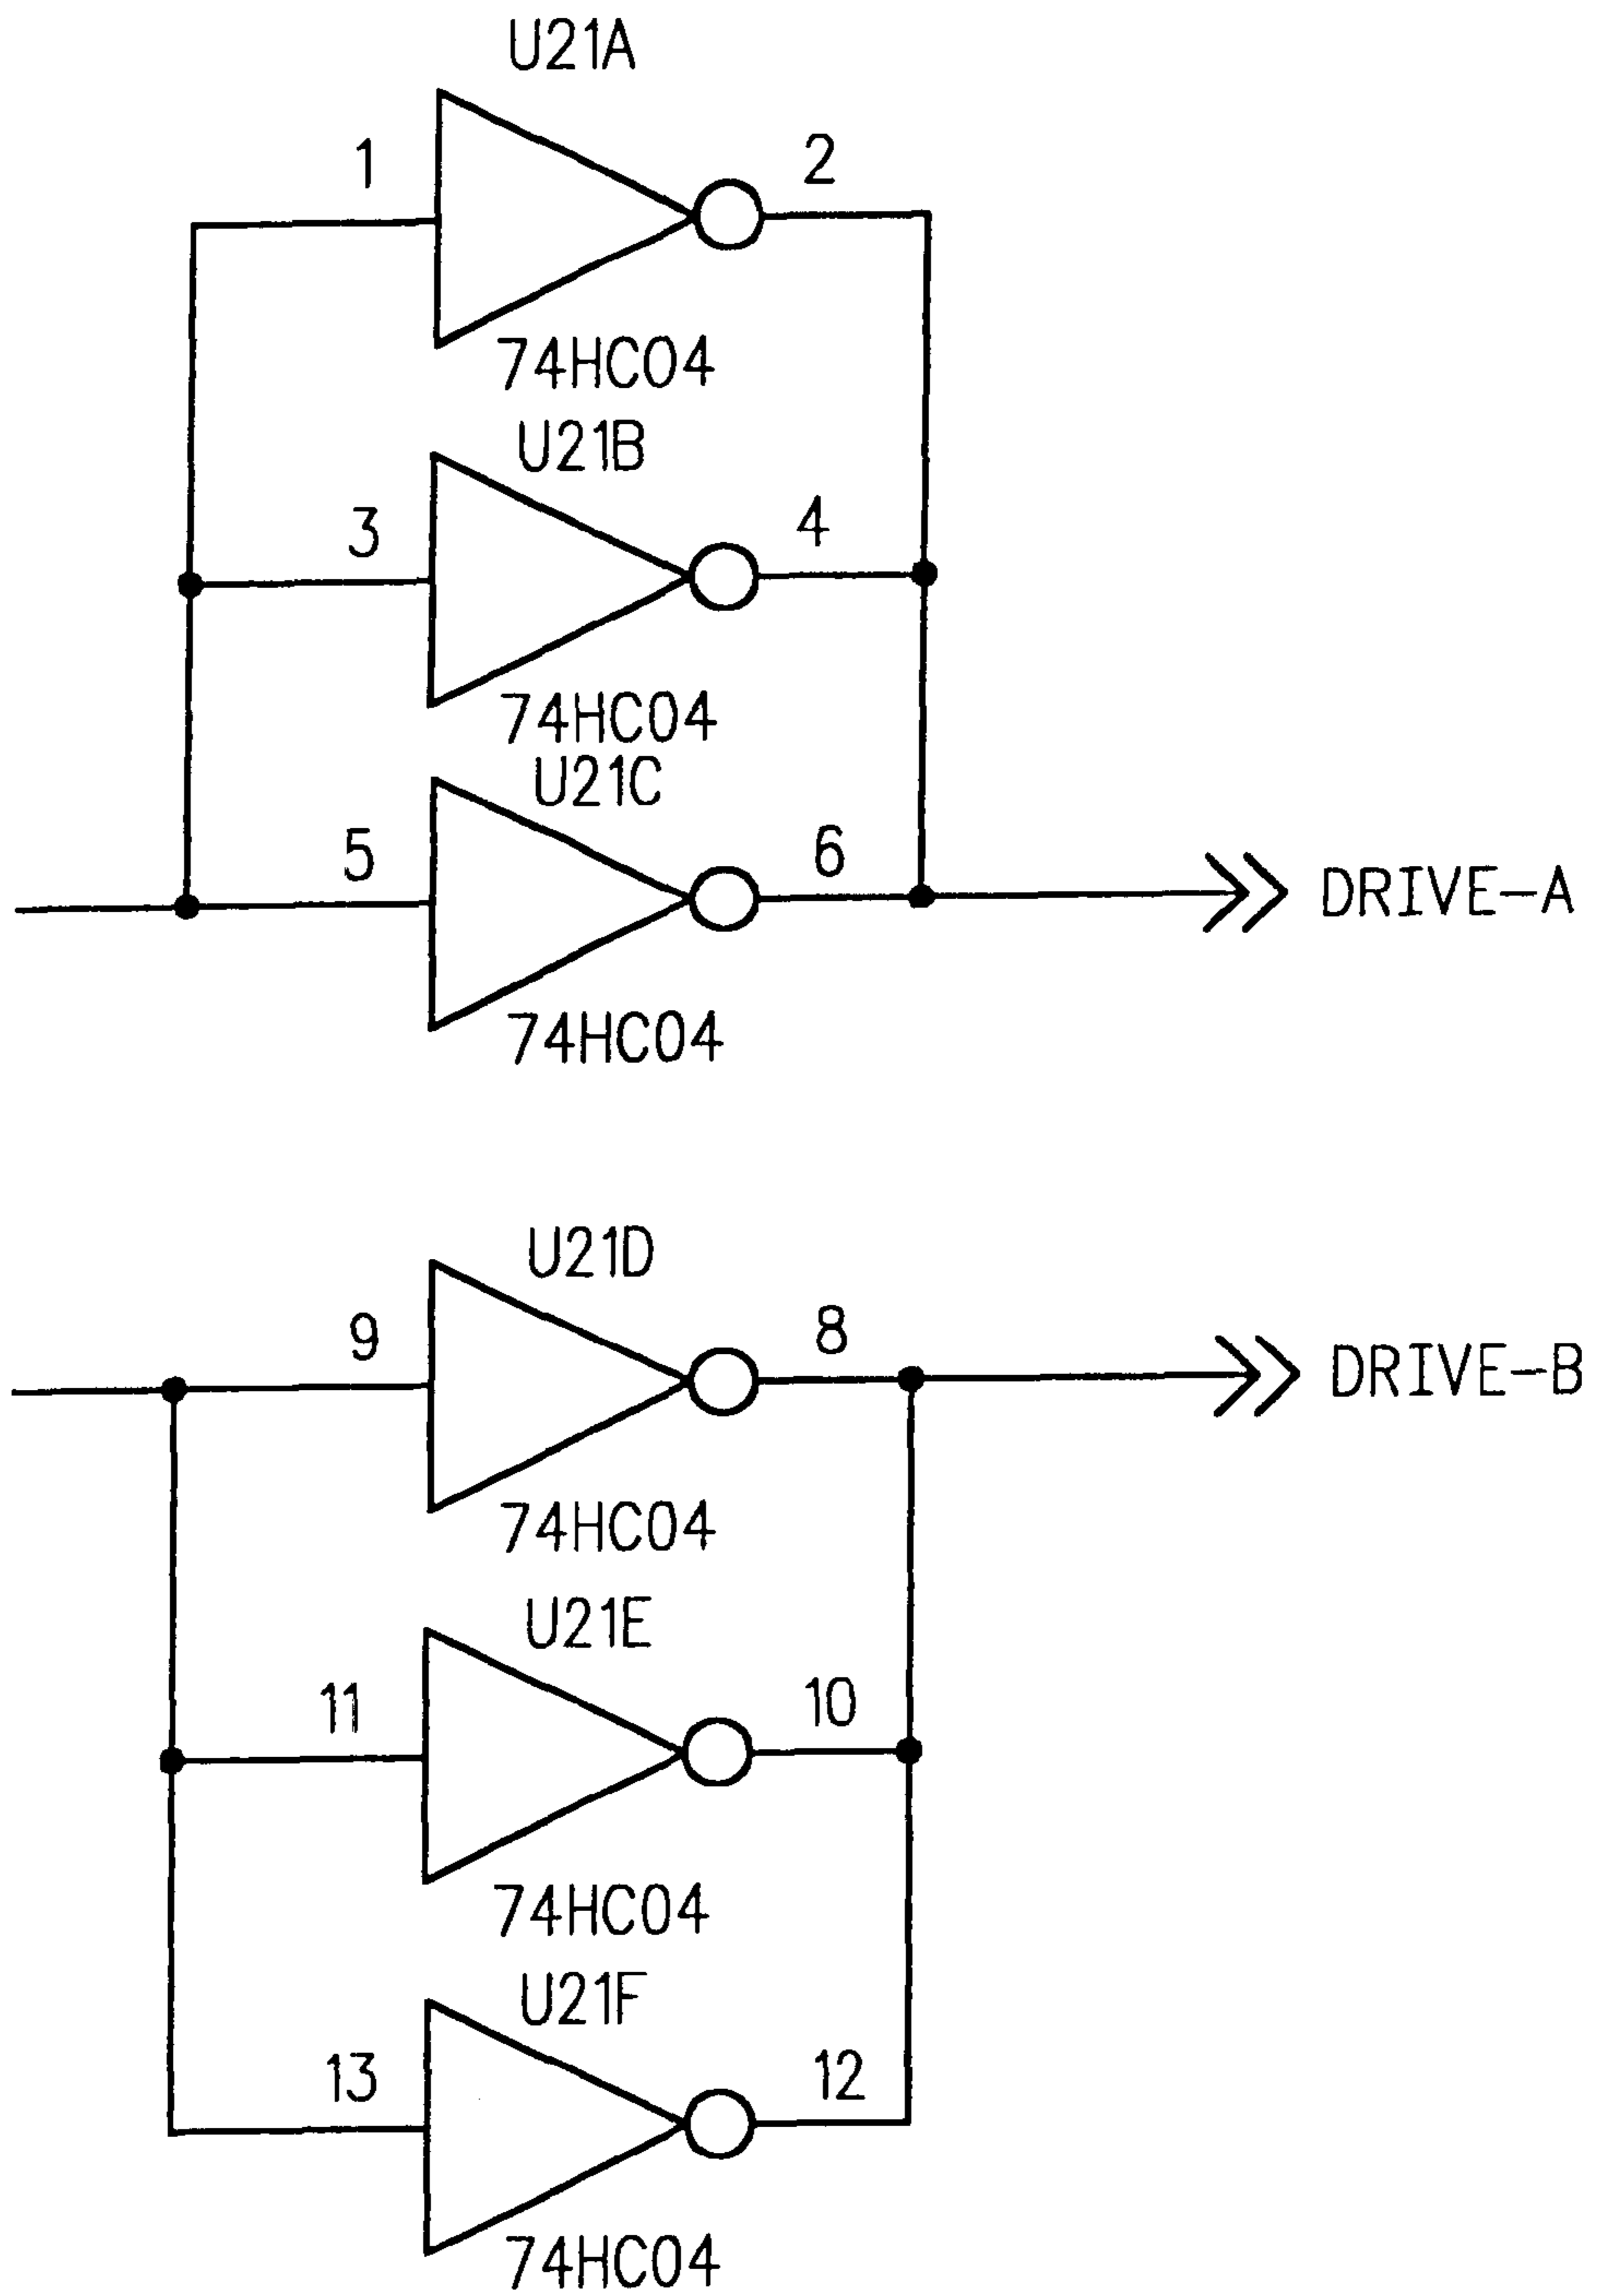 U21A
1
2
74HC04
U21B
3
4
74HC04
U21C
5
6
DRIVE-A
74HC04
U21D
9
8
DRIVE-B
74HC04
U21E
11
10
74HC04
U21F
13
12
74HC04